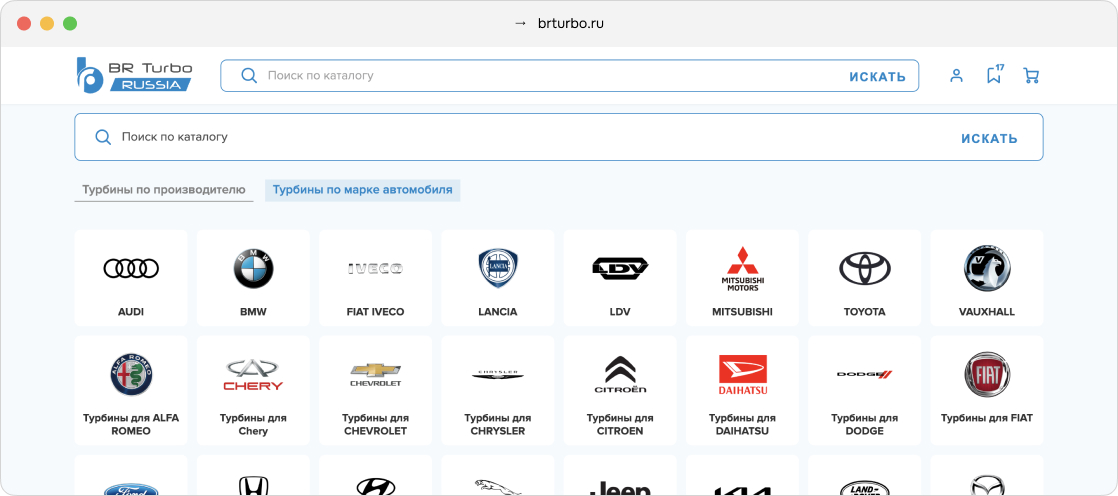 → brturbo.ru
BR Turbo
RUSSIA
Поиск по каталогу
ИСКАТЬ
17
Поиск по каталогу
ИСКАТЬ
Турбины по производителю
Турбины по марке автомобиля
BMW
IVECO
LANCIA
LDV
MITSUBISHI
MOTORS
V
AUDI
BMW
FIAT IVECO
LANCIA
LDV
MITSUBISHI
TOYOTA
VAUXHALL
ALFA ROMEO
CHERY
CHEVROLET
CHRYSLER
CITROËN
DAIHATSU
DODGE
FIAT
Турбины для ALFA
ROMEO
Турбины для
Chery
Турбины для
CHEVROLET
Турбины для
CHRYSLER
Турбины для
CITROEN
Турбины для
DAIHATSU
Турбины для
DODGE
Турбины для FIAT
Ford
Jeep
KIA
LAND-
ROVER